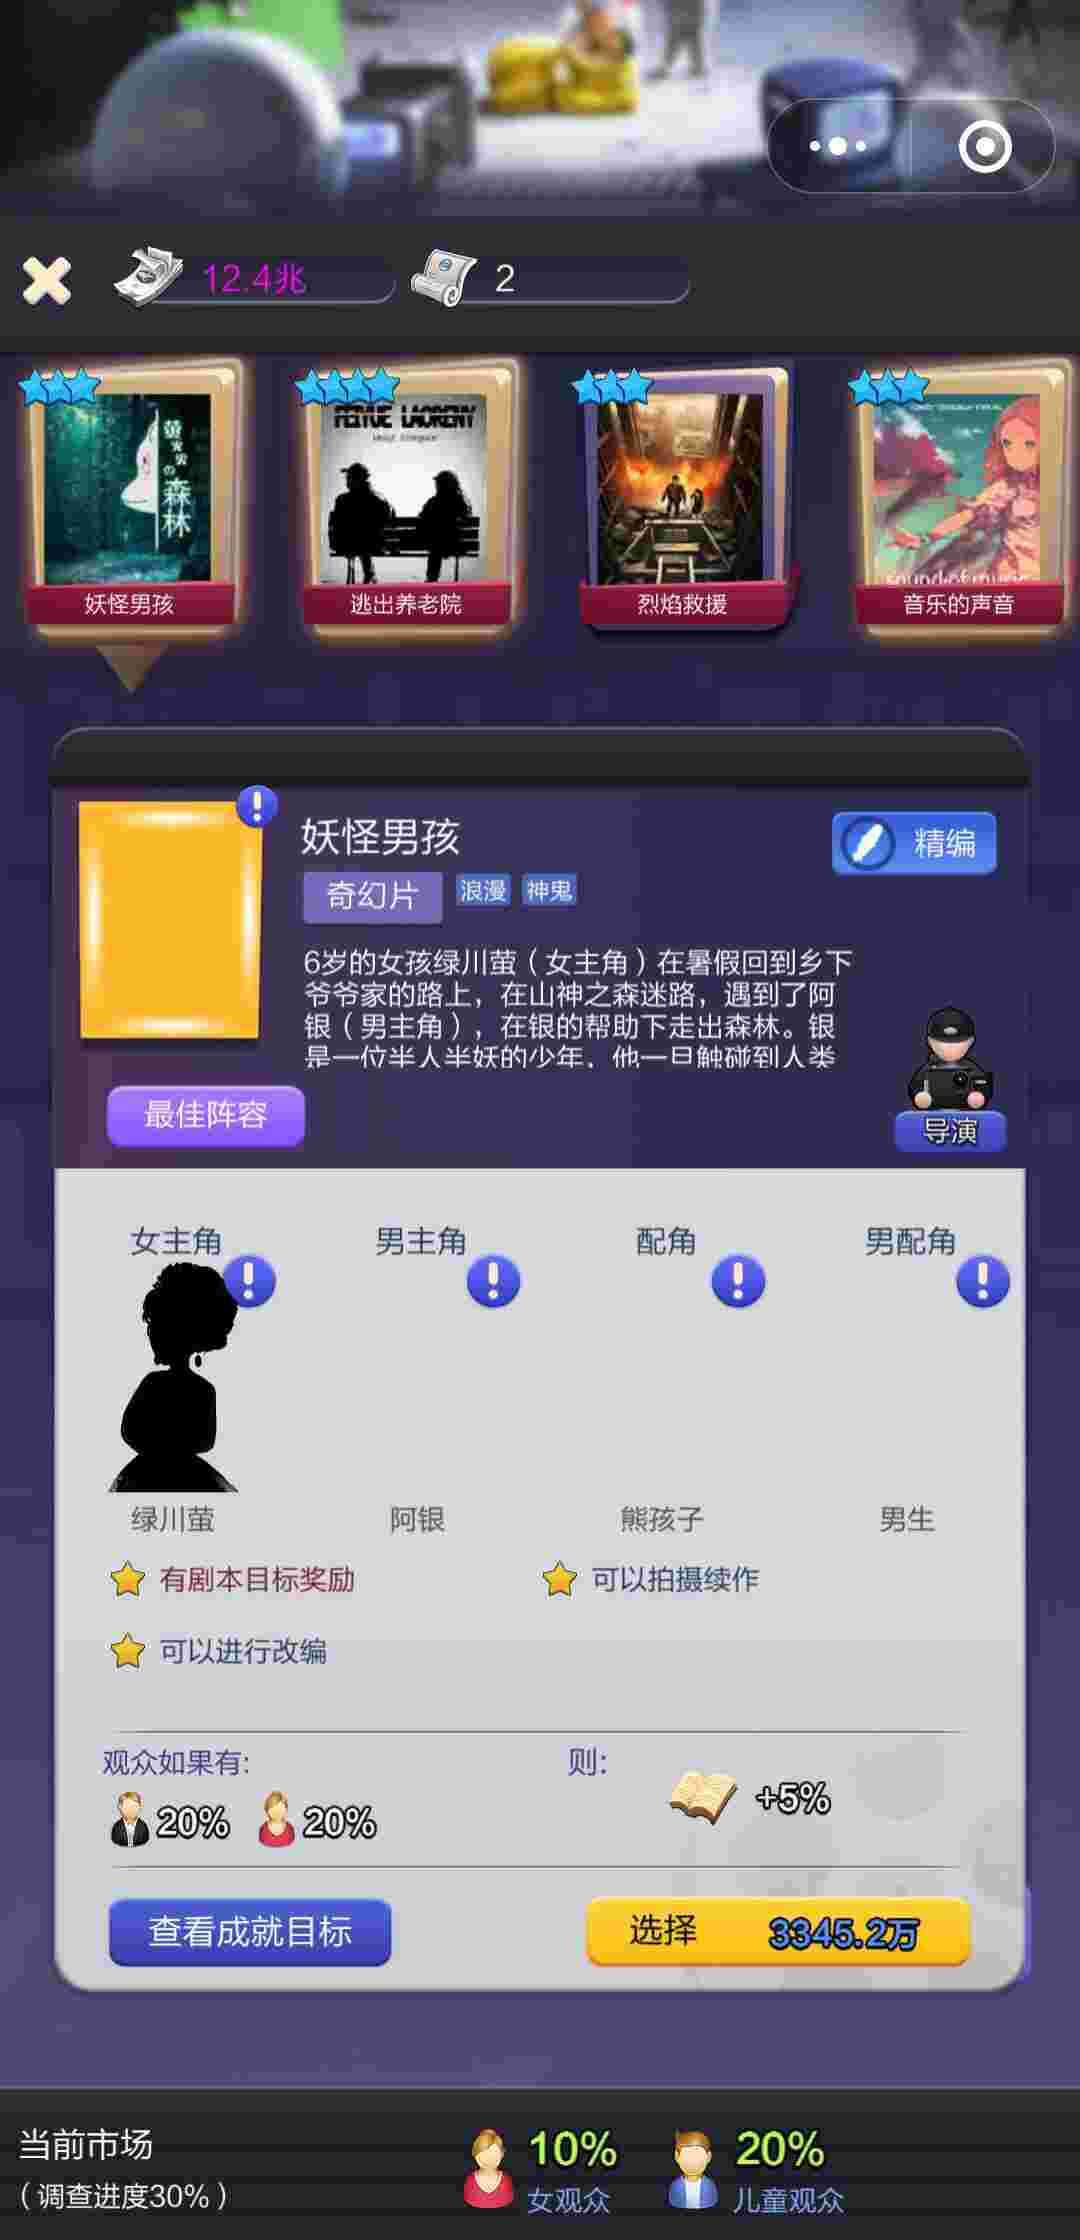 12.4兆
2
螢火の森林
FEIYUE LAORENY
sound of music
妖怪男孩
逃出养老院
烈焰救援
音乐的声音
妖怪男孩
精编
奇幻片
浪漫
神鬼
6岁的女孩绿川萤（女主角）在暑假回到乡下
爷爷家的路上，在山神之森迷路，遇到了阿
银（男主角），在银的帮助下走出森林。银
是一位半人半妖的少年，他一旦触碰到人类
最佳阵容
导演
女主角
男主角
配角
男配角
绿川萤
阿银
熊孩子
男生
有剧本目标奖励
可以拍摄续作
可以进行改编
观众如果有:
则:
20%
20%
+5%
查看成就目标
选择
3345.2万
当前市场
（调查进度30%）
10%
女观众
20%
儿童观众